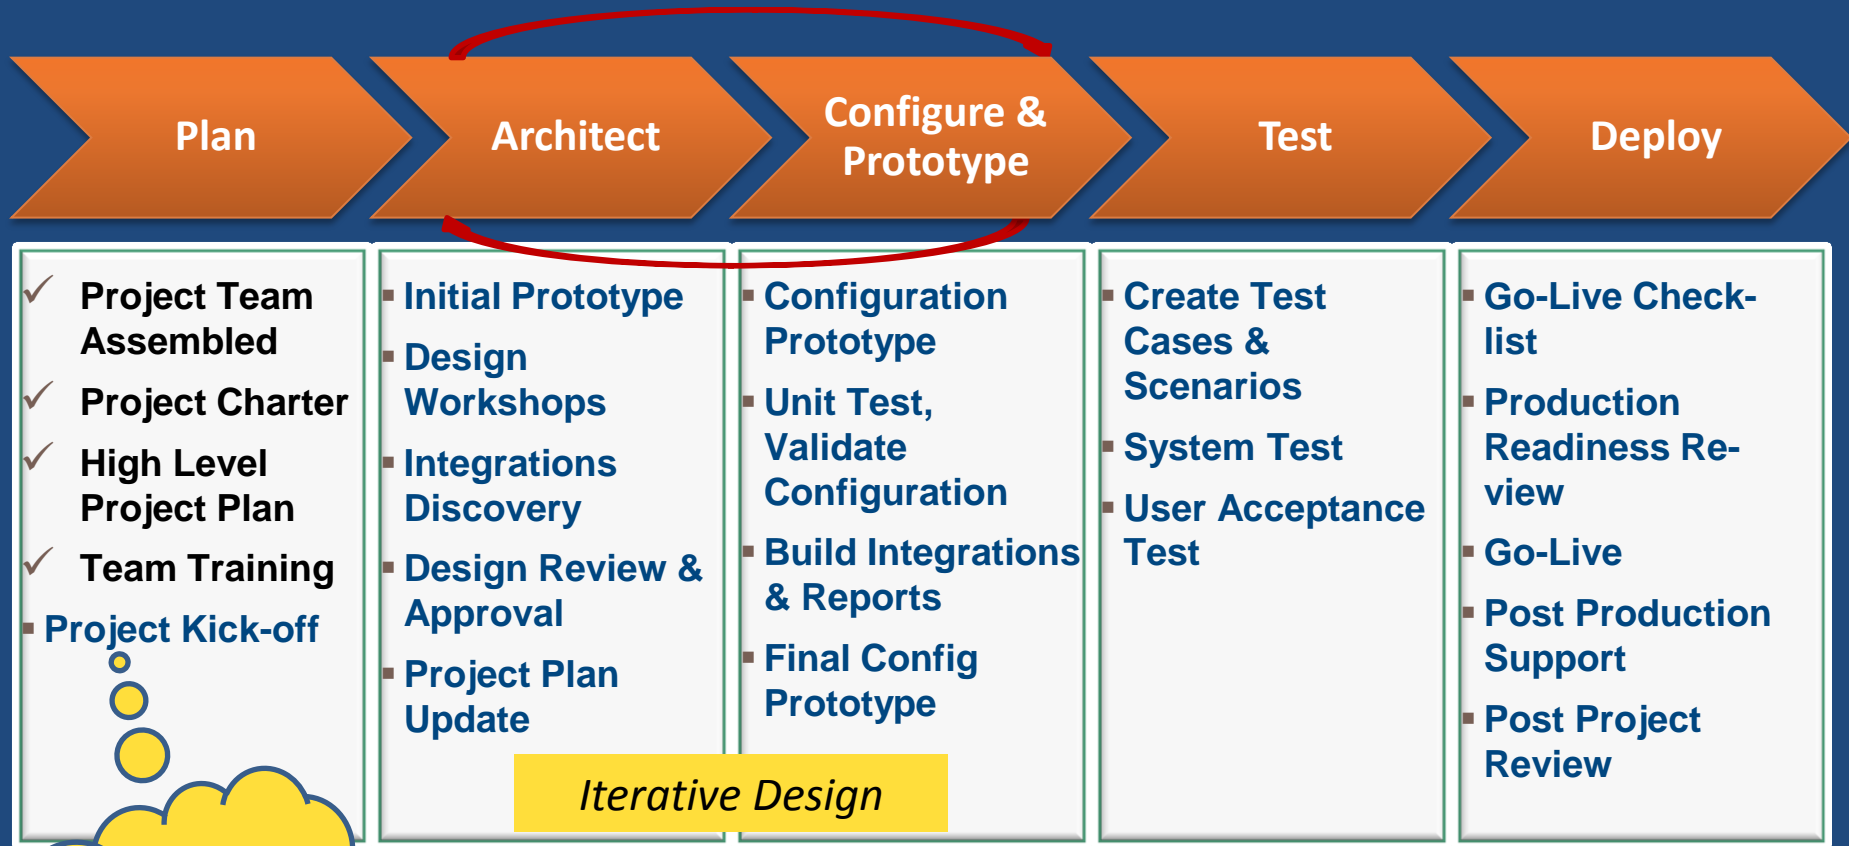 Plan
Architect
Configure &
Prototype
Test
Deploy
Project Team
Assembled
Project Charter
High Level
Project Plan
Team Training
Project Kick-off
Initial Prototype
Design
Workshops
Integrations
Discovery
Design Review &
Approval
Project Plan
Update
Configuration
Prototype
Unit Test,
Validate
Configuration
Build Integrations
& Reports
Final Config
Prototype
Create Test
Cases &
Scenarios
System Test
User Acceptance
Test
Go-Live Check-
list
Production
Readiness Re-
view
Go-Live
Post Production
Support
Post Project
Review
Iterative Design